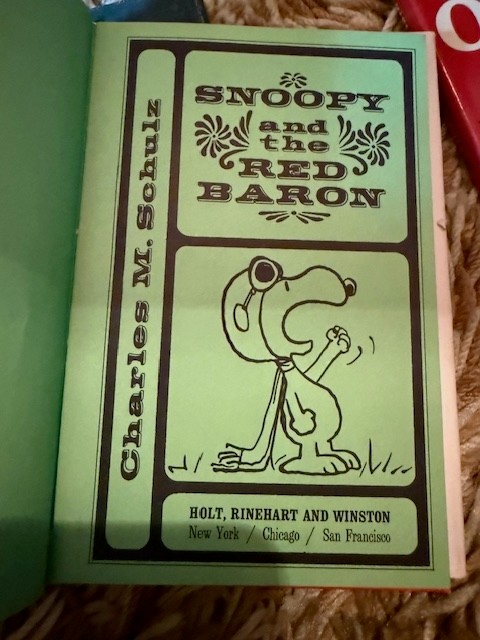 SNOOPY
and
the
RED
BARON
Charles M. Schulz
HOLT, RINEHART AND WINSTON
New York / Chicago / San Francisco
O